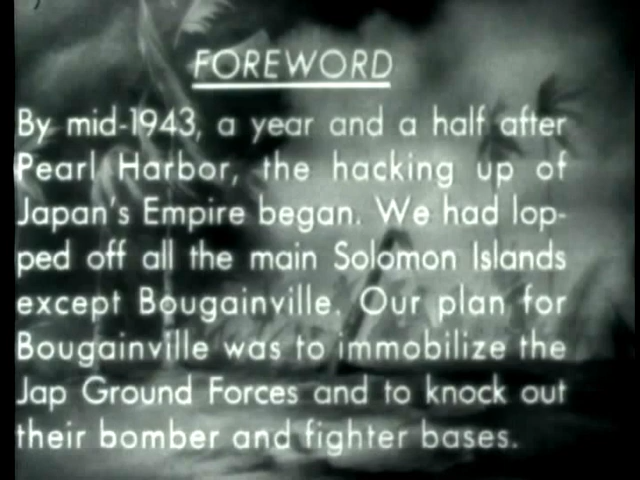 FOREWORD
By mid-1943, a year and a half after
Pearl Harbor, the hacking up of
Japan's Empire began. We had lop-
ped off all the main Solomon Islands
except Bougainville. Our plan for
Bougainville was to immobilize the
Jap Ground Forces and to knock out
their bomber and fighter bases.